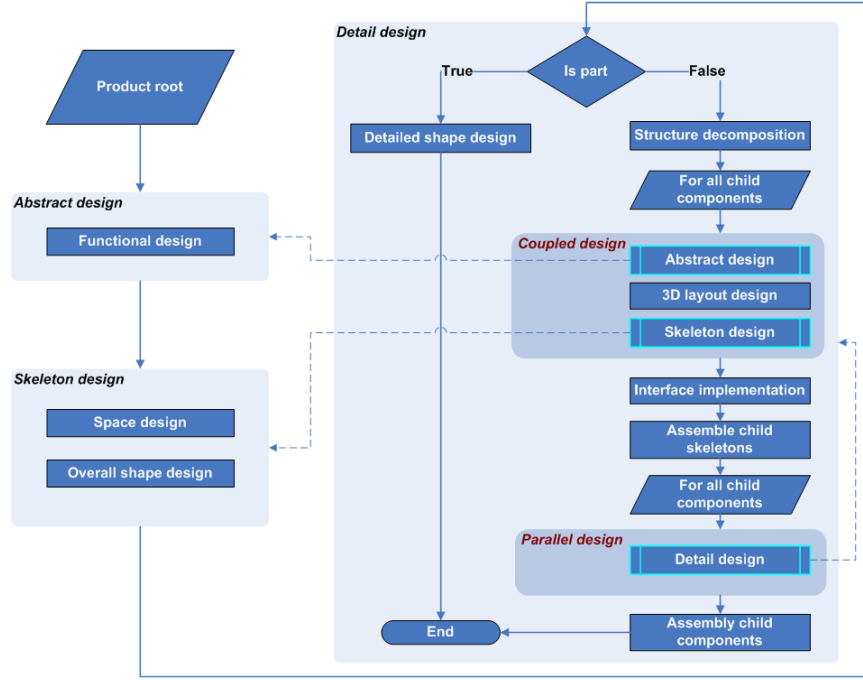 Product root
Abstract design
Functional design
Skeleton design
Space design
Overall shape design
Detail design
Is part
True
False
Detailed shape design
Structure decomposition
For all child
components
Coupled design
Abstract design
3D layout design
Skeleton design
Interface implementation
Assemble child
skeletons
For all child
components
Parallel design
Detail design
Assembly child
components
End